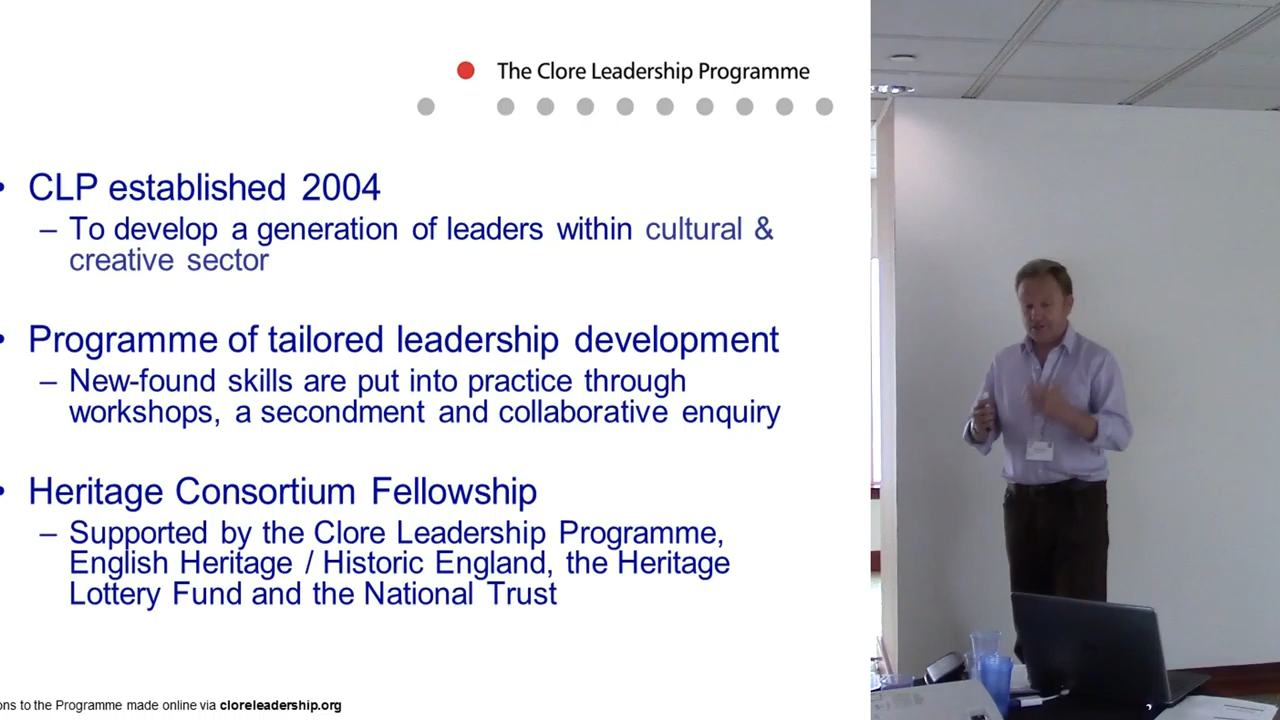 The Clore Leadership Programme
• CLP established 2004
– To develop a generation of leaders within cultural &
creative sector
• Programme of tailored leadership development
– New-found skills are put into practice through
workshops, a secondment and collaborative enquiry
• Heritage Consortium Fellowship
– Supported by the Clore Leadership Programme,
English Heritage / Historic England, the Heritage
Lottery Fund and the National Trust
to the Programme made online via cloreleadership.org